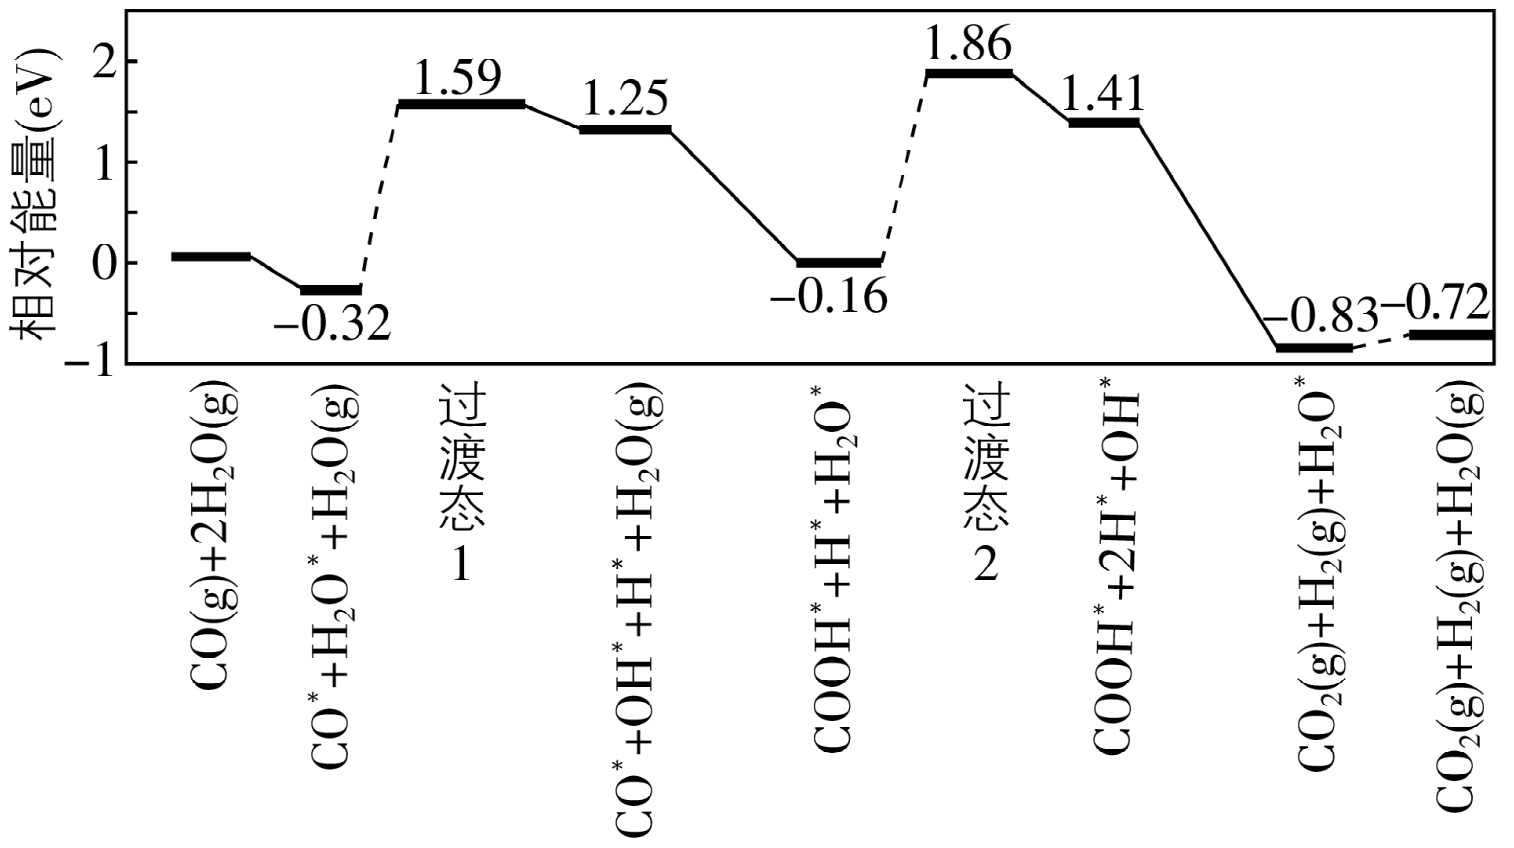 相对能量(eV)
2
1
0
−1
−0.32
1.59
1.25
−0.16
1.86
1.41
−0.83
−0.72
CO(g)+2H₂O(g)
CO*+H₂O*+H₂O(g)
过渡态1
CO*+OH*+H*+H₂O(g)
COOH*+H*+H₂O*
过渡态2
COOH*+2H*+OH*
CO₂(g)+H₂(g)+H₂O*
CO₂(g)+H₂(g)+H₂O(g)